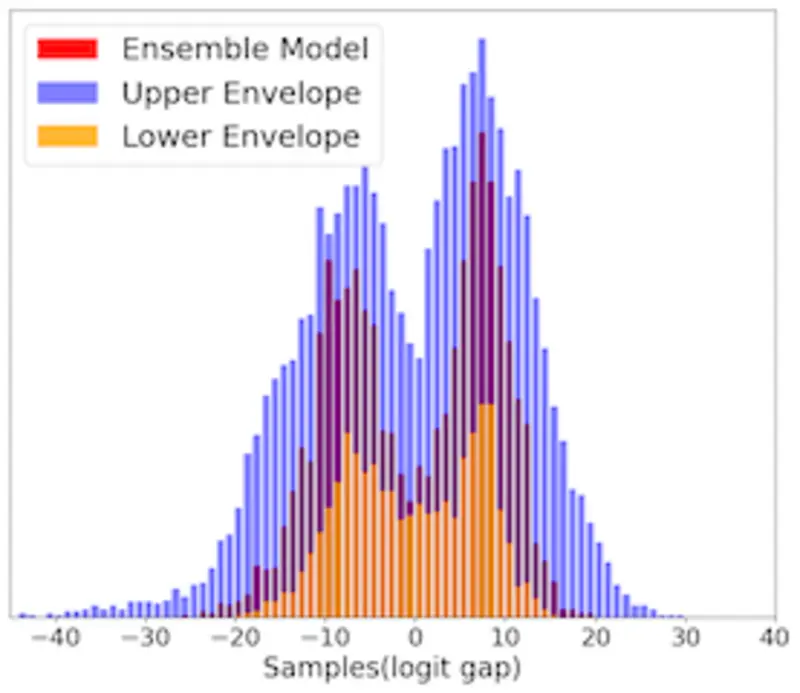 Ensemble Model
Upper Envelope
Lower Envelope
−40 −30 −20 −10 0 10 20 30 40
Samples(logit gap)